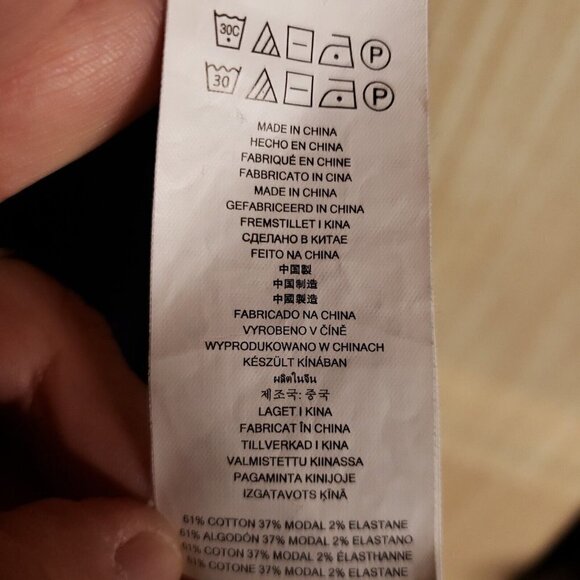 30C P
30 P
MADE IN CHINA
HECHO EN CHINA
FABRIQUÉ EN CHINE
FABBRICATO IN CINA
MADE IN CHINA
GEFABRICEERD IN CHINA
FREMSTILLET I KINA
СДЕЛАНО В КИТАЕ
FEITO NA CHINA
中国製
中国制造
中國製造
FABRICADO NA CHINA
VYROBENO V ČÍNĚ
WYPRODUKOWANO W CHINACH
KÉSZÜLT KÍNÁBAN
ผลิตในจีน
제조국: 중국
LAGET I KINA
FABRICAT ÎN CHINA
TILLVERKAD I KINA
VALMISTETTU KIINASSA
PAGAMINTA KINIJOJE
IZGATAVOTS ĶĪNĀ
61% COTTON 37% MODAL 2% ELASTANE
61% ALGODÓN 37% MODAL 2% ELASTANO
61% COTON 37% MODAL 2% ÉLASTHANNE
61% COTONE 37% MODAL 2% ELASTANE